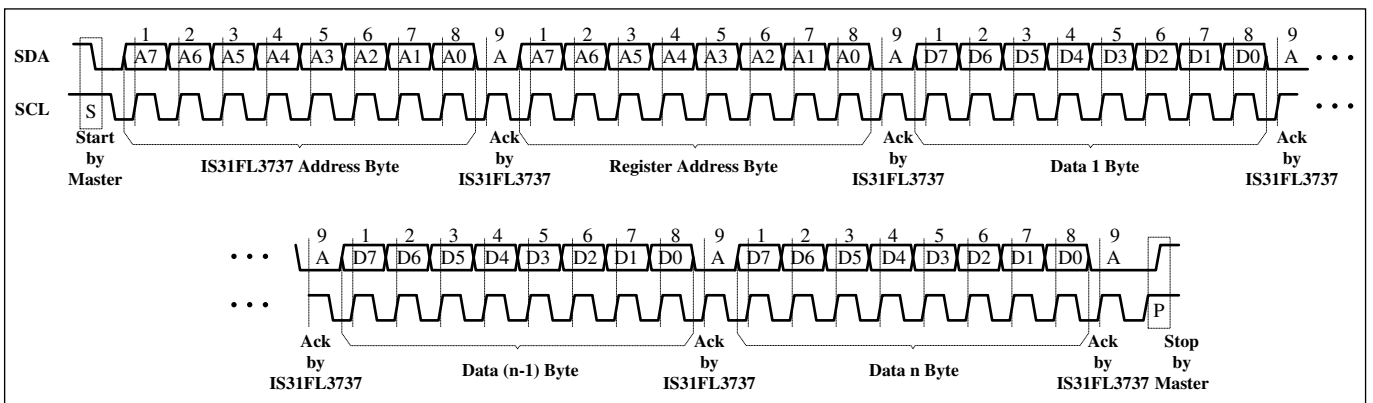 1 2 3 4 5 6 7 8 9 1 2 3 4 5 6 7 8 9 1 2 3 4 5 6 7 8 9
SDA A7 A6 A5 A4 A3 A2 A1 A0 A A7 A6 A5 A4 A3 A2 A1 A0 A D7 D6 D5 D4 D3 D2 D1 D0 A • • •
SCL S • • •
Start by Master
IS31FL3737 Address Byte
Ack by IS31FL3737
Register Address Byte
Ack by IS31FL3737
Data 1 Byte
Ack by IS31FL3737
9 1 2 3 4 5 6 7 8 9 1 2 3 4 5 6 7 8 9
• • • A D7 D6 D5 D4 D3 D2 D1 D0 A D7 D6 D5 D4 D3 D2 D1 D0 A
• • • P
Ack by IS31FL3737
Data (n-1) Byte
Ack by IS31FL3737
Data n Byte
Ack by IS31FL3737
Stop by Master